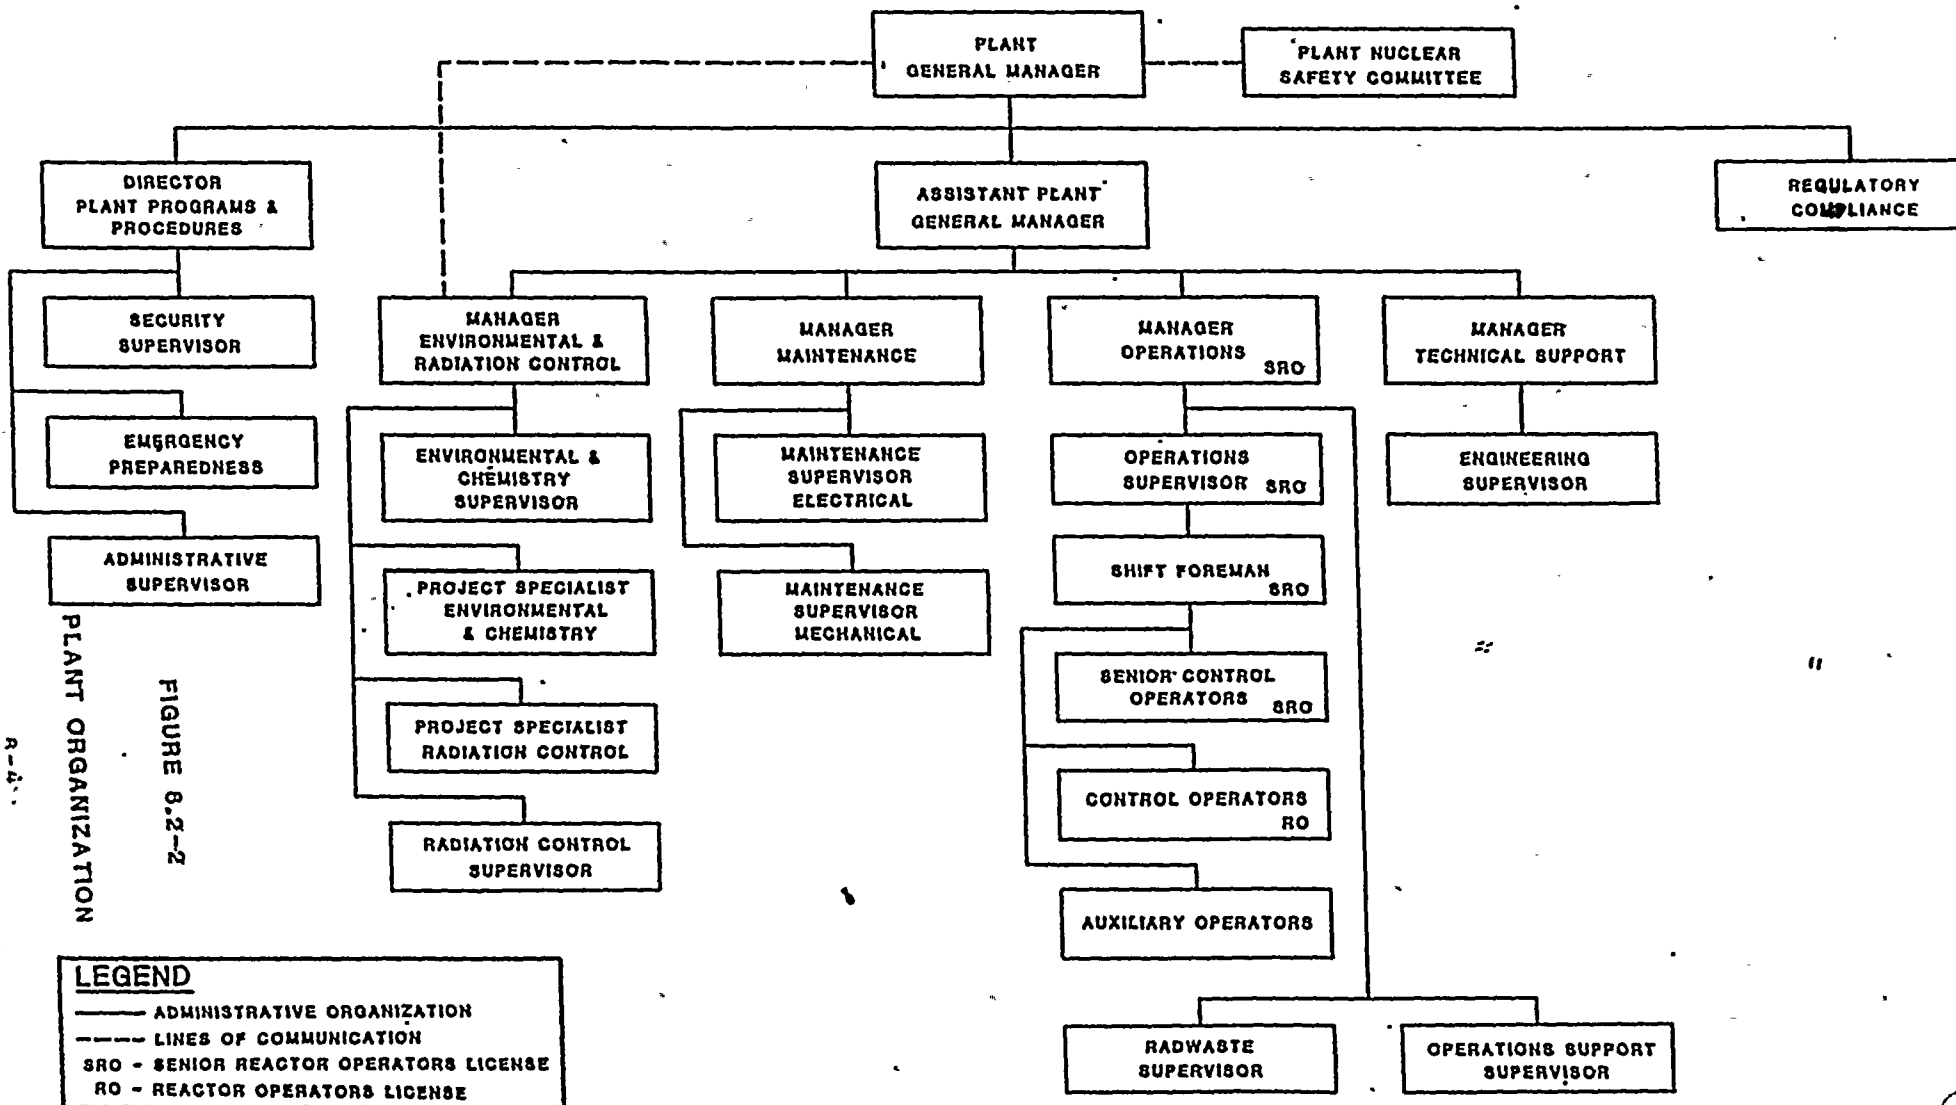 PLANT
GENERAL MANAGER
PLANT NUCLEAR
SAFETY COMMITTEE
DIRECTOR
PLANT PROGRAMS &
PROCEDURES
ASSISTANT PLANT
GENERAL MANAGER
REGULATORY
COMPLIANCE
SECURITY
SUPERVISOR
EMERGENCY
PREPAREDNESS
ADMINISTRATIVE
SUPERVISOR
MANAGER
ENVIRONMENTAL &
RADIATION CONTROL
ENVIRONMENTAL &
CHEMISTRY
SUPERVISOR
PROJECT SPECIALIST
ENVIRONMENTAL
& CHEMISTRY
PROJECT SPECIALIST
RADIATION CONTROL
RADIATION CONTROL
SUPERVISOR
MANAGER
MAINTENANCE
MAINTENANCE
SUPERVISOR
ELECTRICAL
MAINTENANCE
SUPERVISOR
MECHANICAL
MANAGER
OPERATIONS
SRO
OPERATIONS
SUPERVISOR SRO
SHIFT FOREMAN
SRO
SENIOR CONTROL
OPERATORS
SRO
CONTROL OPERATORS
RO
AUXILIARY OPERATORS
RADWASTE
SUPERVISOR
OPERATIONS SUPPORT
SUPERVISOR
MANAGER
TECHNICAL SUPPORT
ENGINEERING
SUPERVISOR
FIGURE 6.2-2
PLANT ORGANIZATION
LEGEND
ADMINISTRATIVE ORGANIZATION
LINES OF COMMUNICATION
SRO - SENIOR REACTOR OPERATORS LICENSE
RO - REACTOR OPERATORS LICENSE